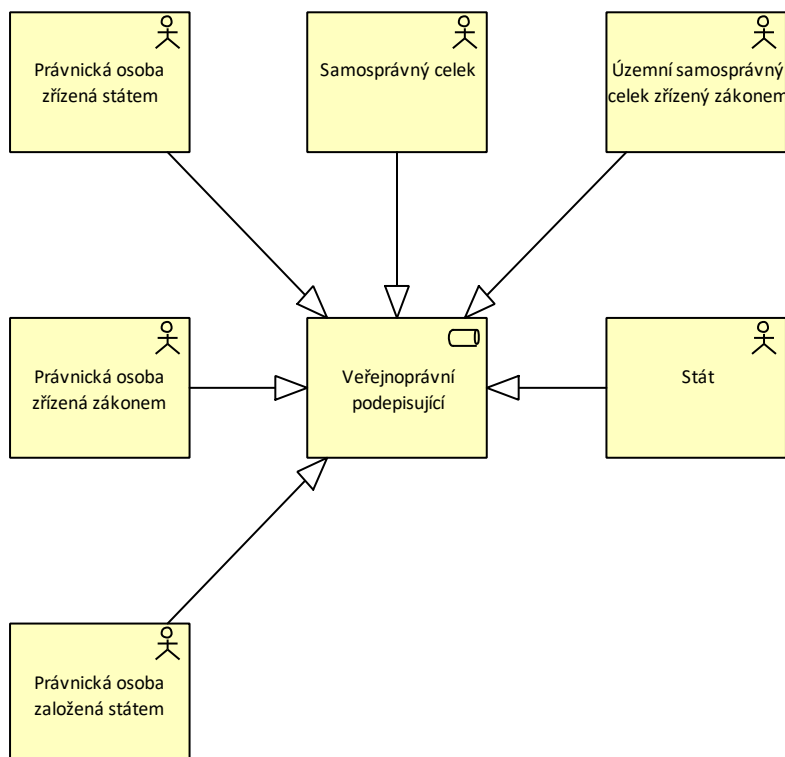 Právnická osoba
zřízená státem
Samosprávný celek
Územní samosprávný
celek zřízený zákonem
Právnická osoba
zřízená zákonem
Veřejnoprávní
podepisující
Stát
Právnická osoba
založená státem